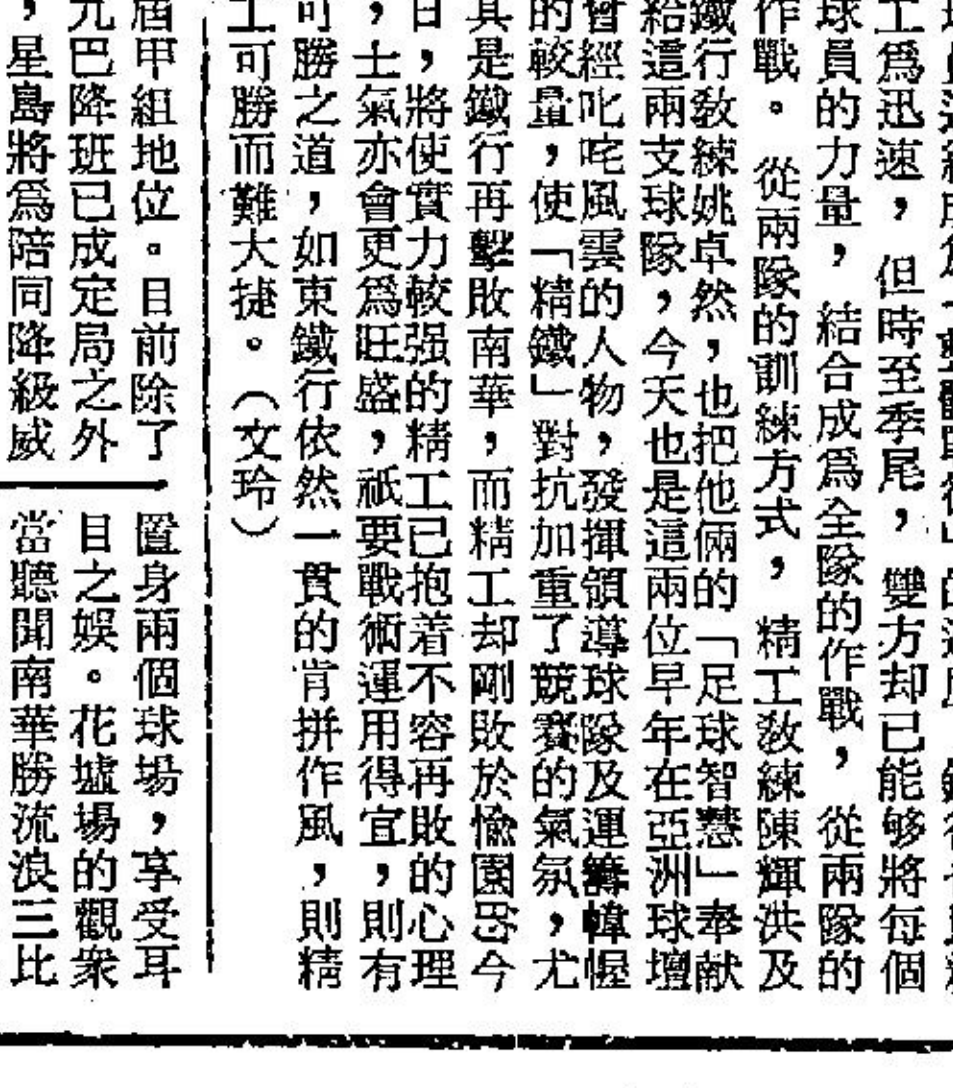 工爲迅速，但時至季尾，雙方却已能够將每個
球員的力量，結合成爲全隊的作戰，從兩隊的
作戰。從兩隊的訓練方式，精工敎練陳輝洪及
鐵行敎練姚卓然，也把他倆的「足球智慧」奉献
給這兩支球隊，今天也是這兩位早年在亞洲球壇
曾經叱咤風雲的人物，發揮領導球隊及運籌幃幄
的較量，使「精鐵」對抗加重了競賽的氣氛，尤
其是鐵行再擊敗南華，而精工却剛敗於愉園今
日，將使實力較强的精工已抱着不容再敗的心理
，士氣亦會更爲旺盛，祇要戰術運用得宜，則有
可勝之道，如東鐵行依然一貫的肯拼作風，則精
工可勝而難大捷。（文玲）
屆甲組地位。目前除了
九巴降班已成定局之外
，星島將爲陪同降級威
置身兩個球場，享受耳
目之娛。花墟場的觀衆
當聽聞南華勝流浪三比